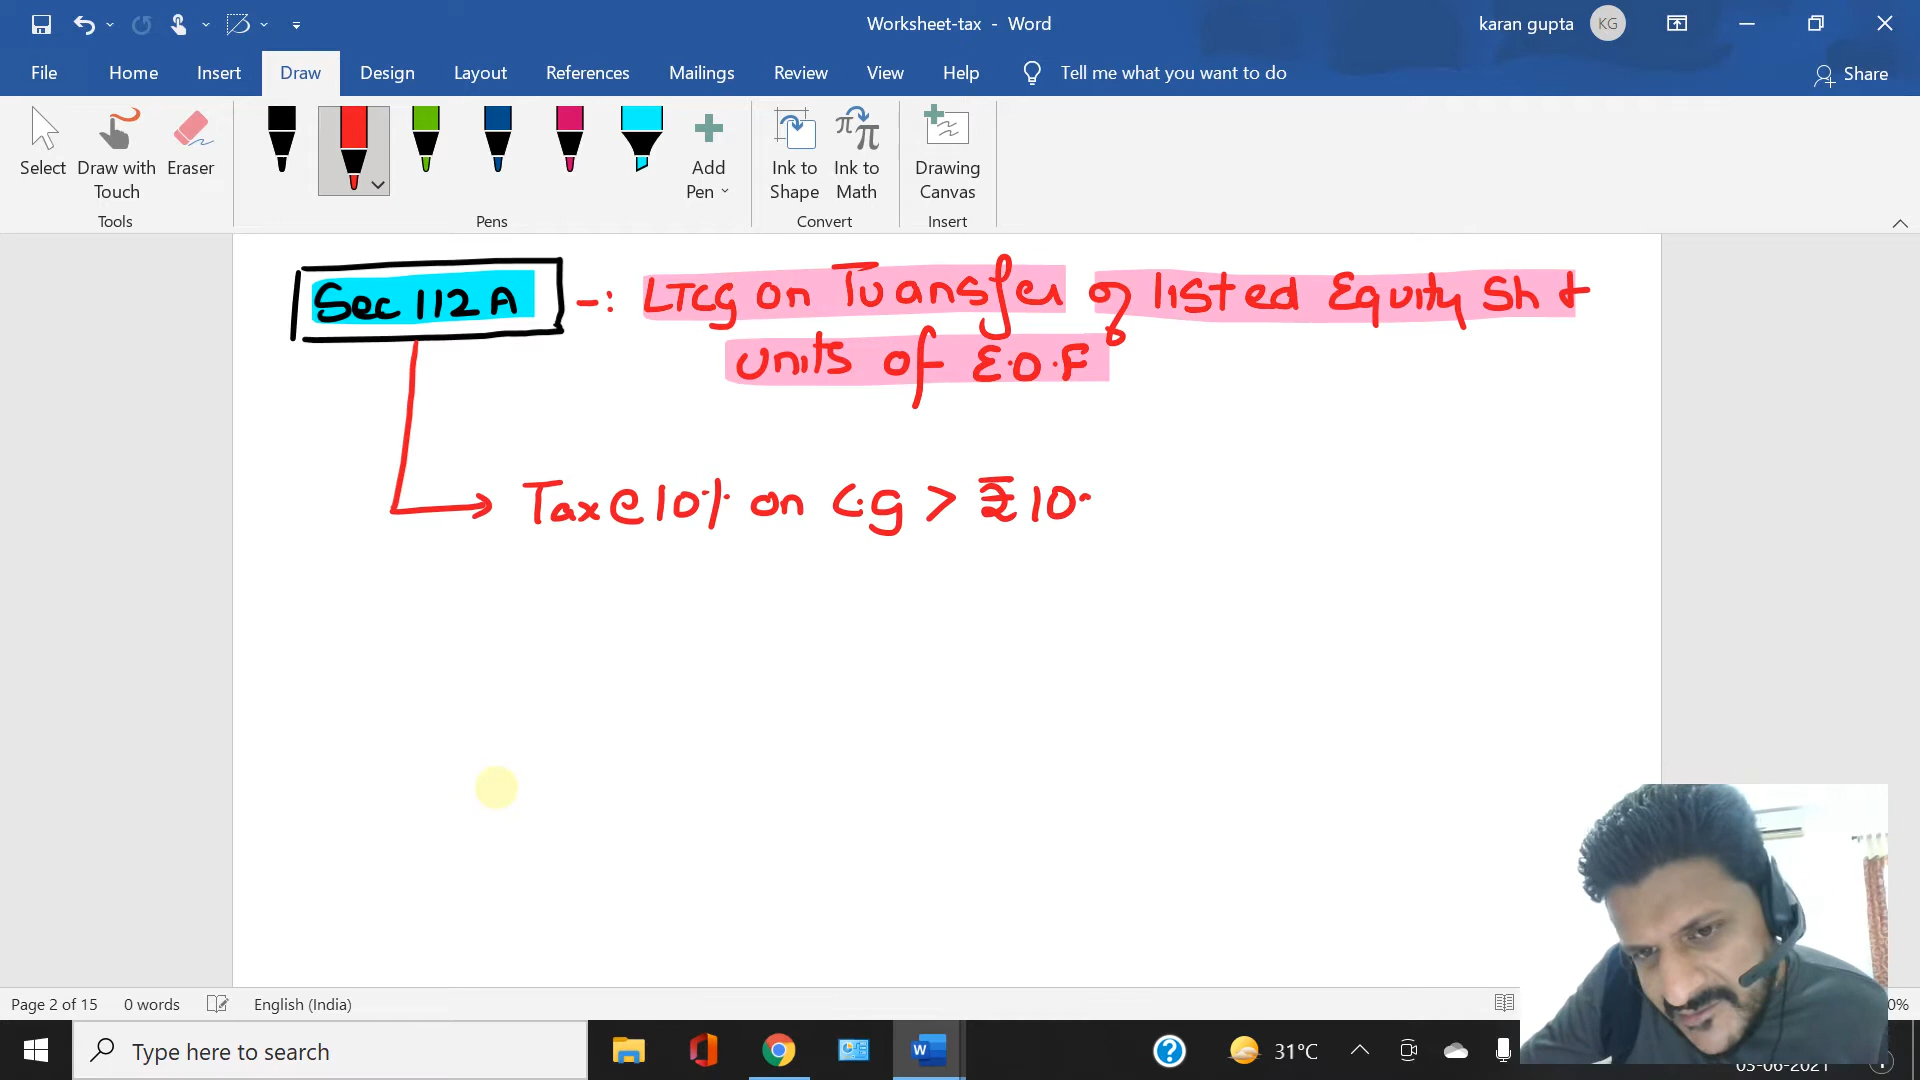 Worksheet-tax - Word
karan gupta KG
File Home Insert Draw Design Layout References Mailings Review View Help Tell me what you want to do Share
Select Draw with Touch Eraser Add Pen Ink to Shape Ink to Math Drawing Canvas
Tools Pens Convert Insert
Sec 112A -: LTCG on Transfer of listed Equity Sh &
units of E.O.F
Tax @ 10% on C.G > ₹ 10
Page 2 of 15 0 words English (India)
Type here to search
31°C
03-06-2021